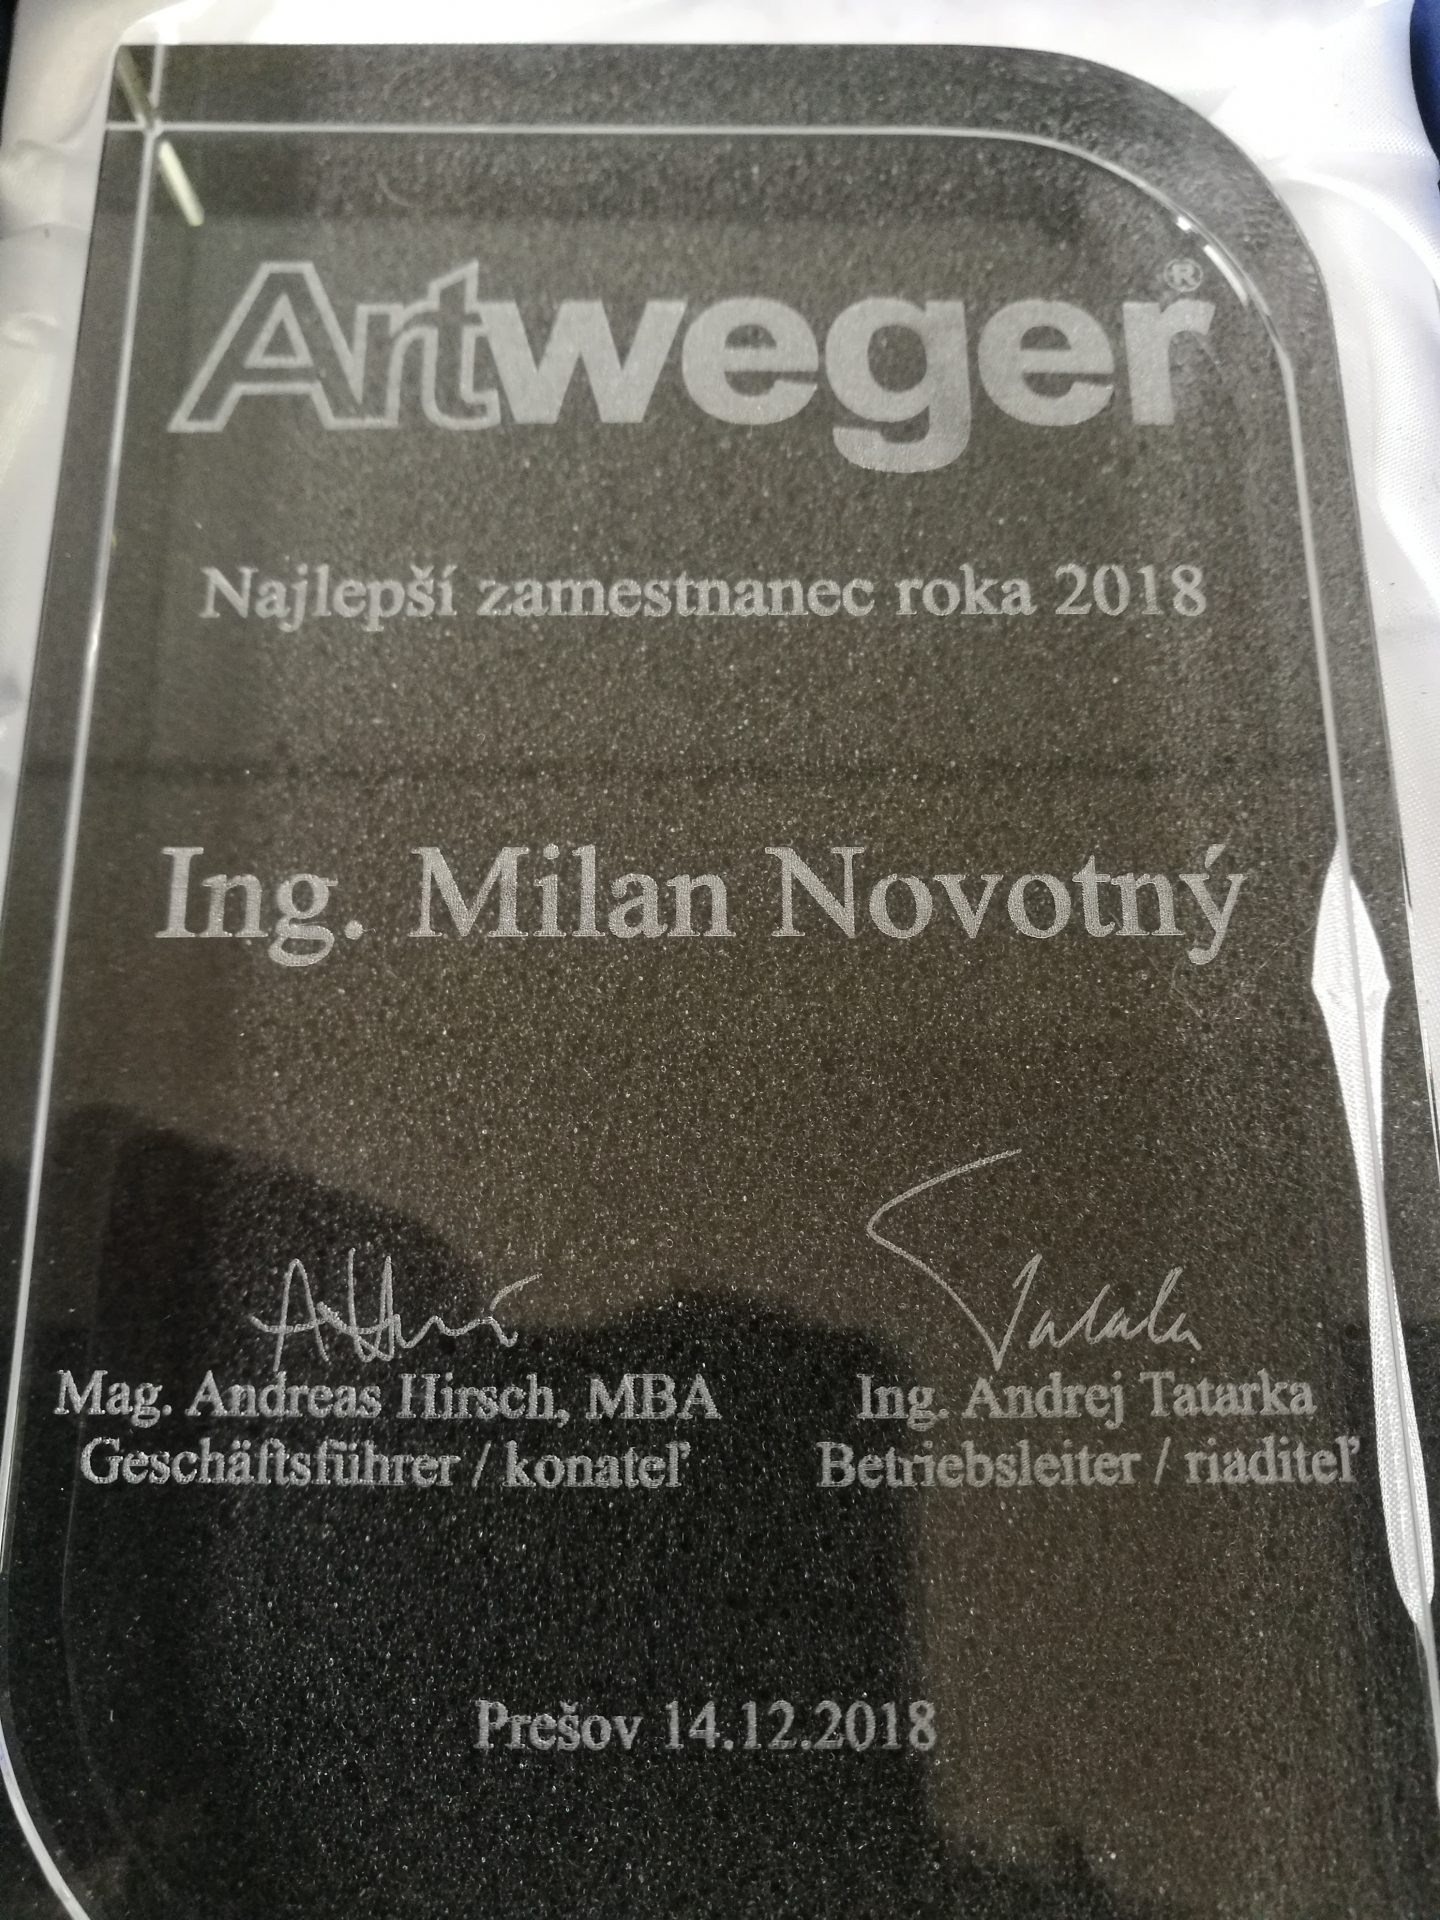 Artweger®
Najlepší zamestnanec roka 2018
Ing. Milan Novotný
Mag. Andreas Hirsch, MBA
Geschäftsführer / konateľ
Ing. Andrej Tatarka
Betriebsleiter / riaditeľ
Prešov 14.12.2018